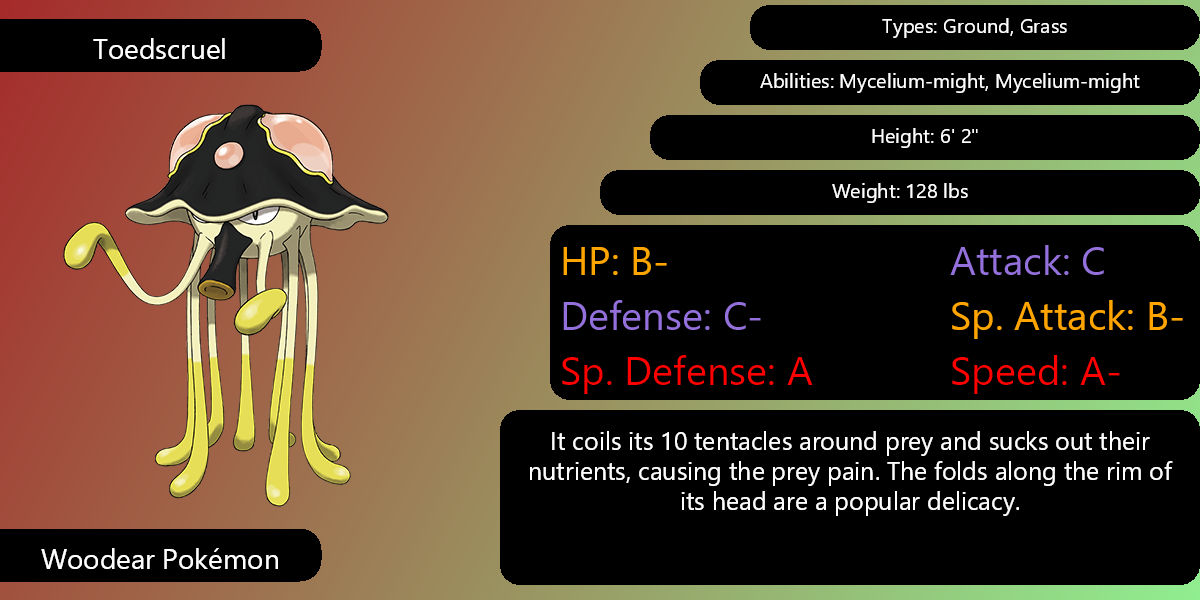 Toedscruel
Types: Ground, Grass
Abilities: Mycelium-might, Mycelium-might
Height: 6' 2"
Weight: 128 lbs
HP: B-
Attack: C
Defense: C-
Sp. Attack: B-
Sp. Defense: A
Speed: A-
It coils its 10 tentacles around prey and sucks out their
nutrients, causing the prey pain. The folds along the rim of
its head are a popular delicacy.
Woodear Pokémon